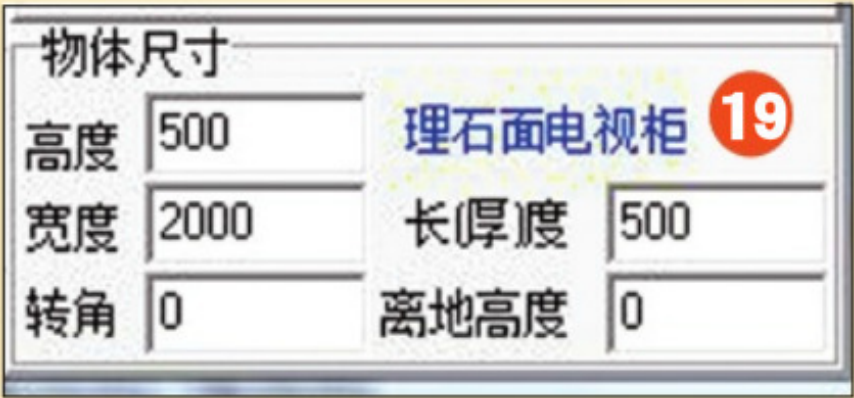 物体尺寸
高度 500 理石面电视柜 19
宽度 2000 长(厚)度 500
转角 0 离地高度 0